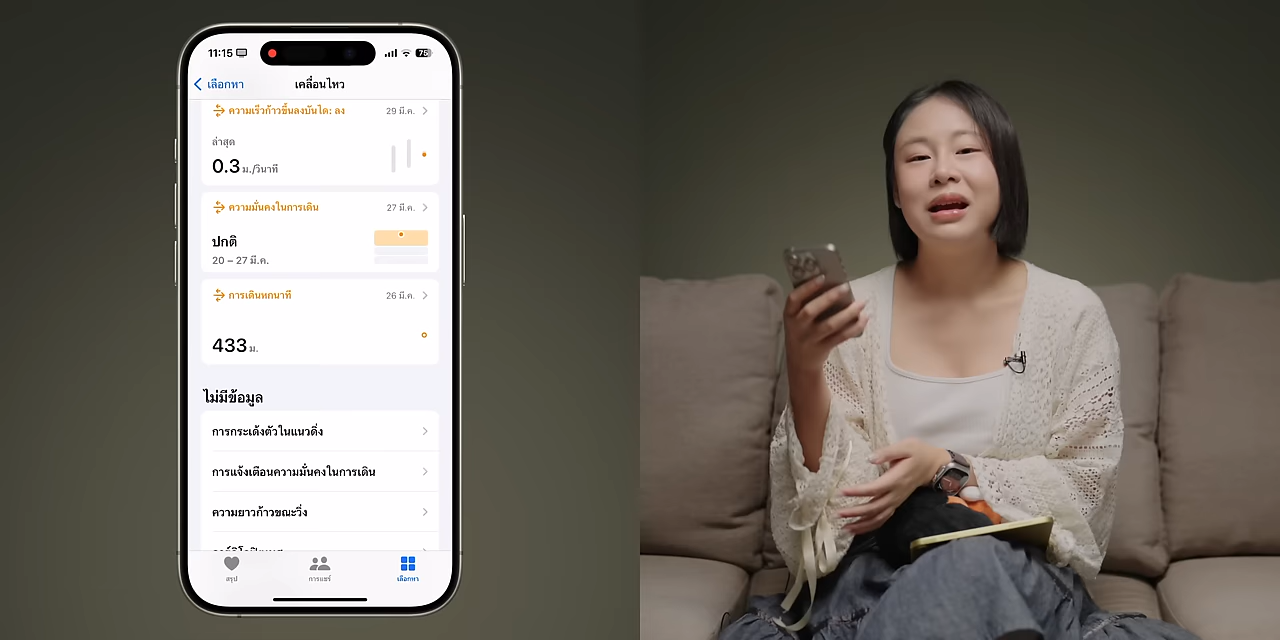 11:15
75
เลือกหา
เคลื่อนไหว
ความเร็วก้าวขึ้นลงบันได: ลง
29 มี.ค.
ล่าสุด
0.3 ม./วินาที
ความมั่นคงในการเดิน
27 มี.ค.
ปกติ
20 – 27 มี.ค.
การเดินหกนาที
26 มี.ค.
433 ม.
ไม่มีข้อมูล
การกระเด้งตัวในแนวดิ่ง
การแจ้งเตือนความมั่นคงในการเดิน
ความยาวก้าวขณะวิ่ง
สรุป
การแชร์
เลือกหา